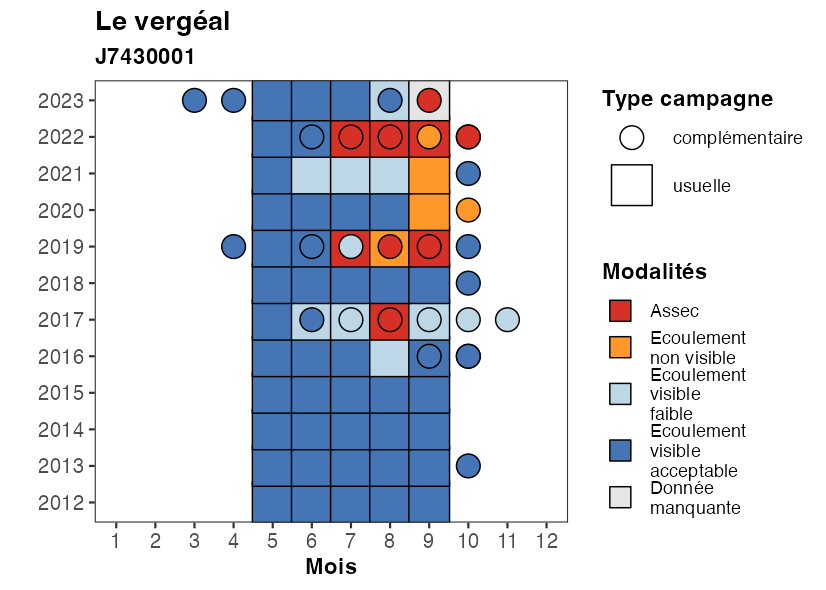 Le vergéal
J7430001
2023
2022
2021
2020
2019
2018
2017
2016
2015
2014
2013
2012
1 2 3 4 5 6 7 8 9 10 11 12
Mois
Type campagne
complémentaire
usuelle
Modalités
Assec
Ecoulement
non visible
Ecoulement
visible
faible
Ecoulement
visible
acceptable
Donnée
manquante